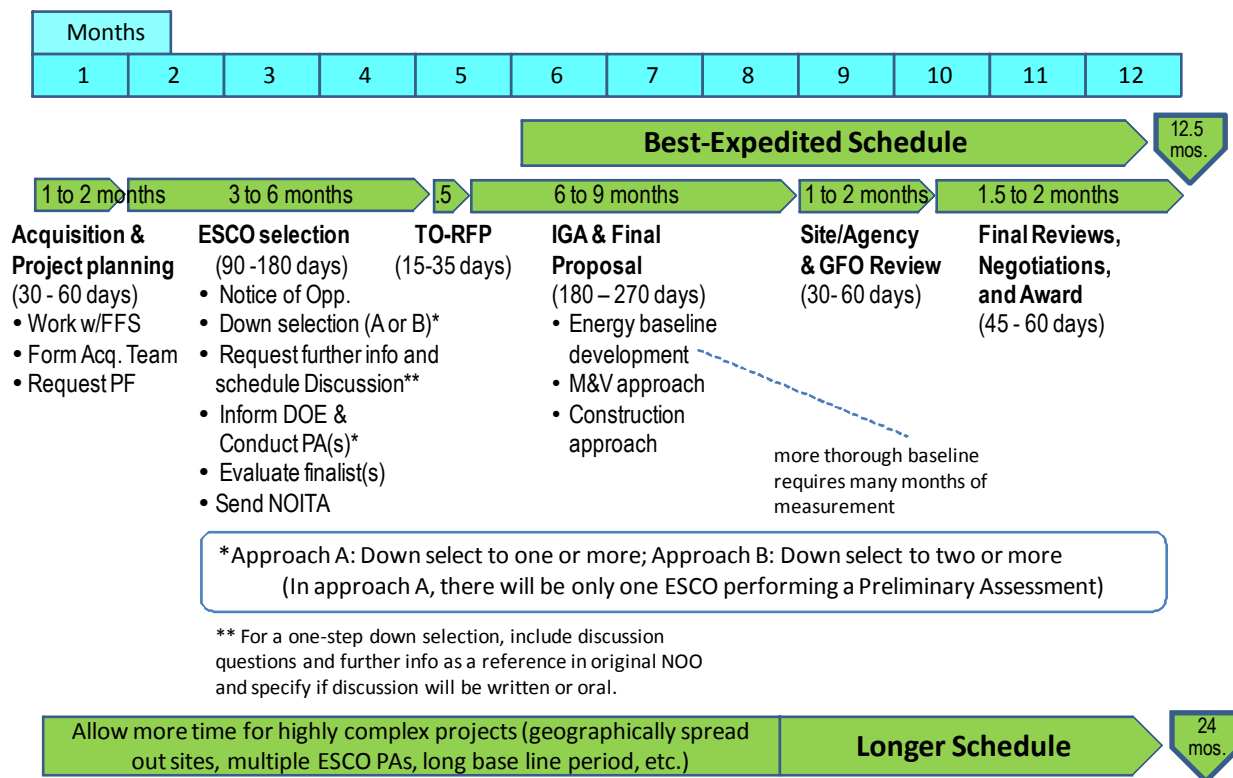 Months
1 2 3 4 5 6 7 8 9 10 11 12
Best-Expedited Schedule
12.5
mos.
1 to 2 months
3 to 6 months
.5
6 to 9 months
1 to 2 months
1.5 to 2 months
Acquisition &
Project planning
(30 - 60 days)
• Work w/FFS
• Form Acq. Team
• Request PF
ESCO selection
(90 -180 days)
• Notice of Opp.
• Down selection (A or B)*
• Request further info and
schedule Discussion**
• Inform DOE &
Conduct PA(s)*
• Evaluate finalist(s)
• Send NOITA
TO-RFP
(15-35 days)
IGA & Final
Proposal
(180 – 270 days)
• Energy baseline
development
• M&V approach
• Construction
approach
Site/Agency
& GFO Review
(30- 60 days)
Final Reviews,
Negotiations,
and Award
(45 - 60 days)
more thorough baseline
requires many months of
measurement
*Approach A: Down select to one or more; Approach B: Down select to two or more
(In approach A, there will be only one ESCO performing a Preliminary Assessment)
** For a one-step down selection, include discussion
questions and further info as a reference in original NOO
and specify if discussion will be written or oral.
Allow more time for highly complex projects (geographically spread
out sites, multiple ESCO PAs, long base line period, etc.)
Longer Schedule
24
mos.